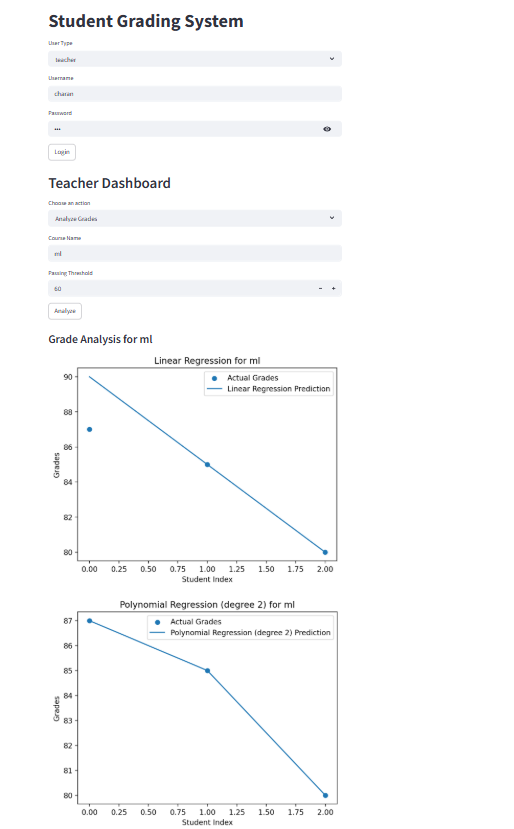 Student Grading System
User Type
teacher
Username
charan
Password
•••
Login
Teacher Dashboard
Choose an action
Analyze Grades
Course Name
ml
Passing Threshold
60
− +
Analyze
Grade Analysis for ml
Linear Regression for ml
Actual Grades
Linear Regression Prediction
90
88
86
84
82
80
Grades
0.00 0.25 0.50 0.75 1.00 1.25 1.50 1.75 2.00
Student Index
Polynomial Regression (degree 2) for ml
Actual Grades
Polynomial Regression (degree 2) Prediction
87
86
85
84
83
82
81
80
Grades
0.00 0.25 0.50 0.75 1.00 1.25 1.50 1.75 2.00
Student Index